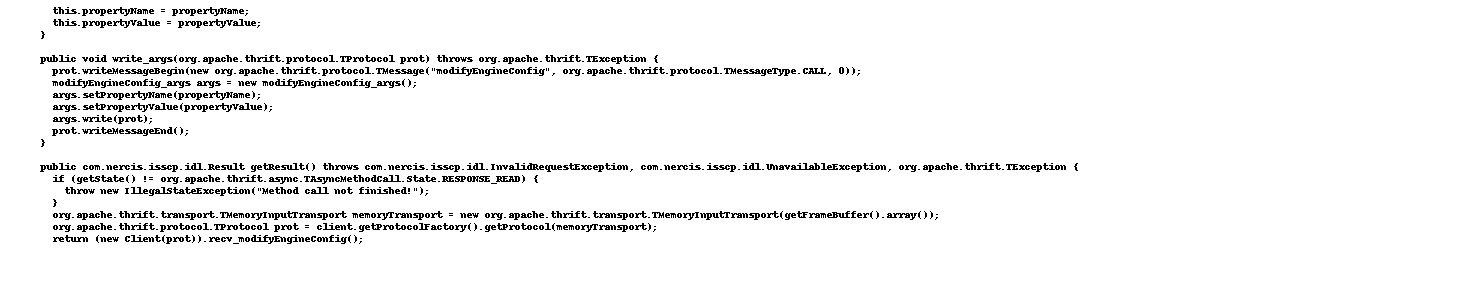 this.propertyName = propertyName;
this.propertyValue = propertyValue;
}
public void write_args(org.apache.thrift.protocol.TProtocol prot) throws org.apache.thrift.TException {
prot.writeMessageBegin(new org.apache.thrift.protocol.TMessage("modifyEngineConfig", org.apache.thrift.protocol.TMessageType.CALL, 0));
modifyEngineConfig_args args = new modifyEngineConfig_args();
args.setPropertyName(propertyName);
args.setPropertyValue(propertyValue);
args.write(prot);
prot.writeMessageEnd();
}
public com.nercis.isscp.idl.Result getResult() throws com.nercis.isscp.idl.InvalidRequestException, com.nercis.isscp.idl.UnavailableException, org.apache.thrift.TException {
if (getState() != org.apache.thrift.async.TAsyncMethodCall.State.RESPONSE_READ) {
throw new IllegalStateException("Method call not finished!");
}
org.apache.thrift.transport.TMemoryInputTransport memoryTransport = new org.apache.thrift.transport.TMemoryInputTransport(getFrameBuffer().array());
org.apache.thrift.protocol.TProtocol prot = client.getProtocolFactory().getProtocol(memoryTransport);
return (new Client(prot)).recv_modifyEngineConfig();